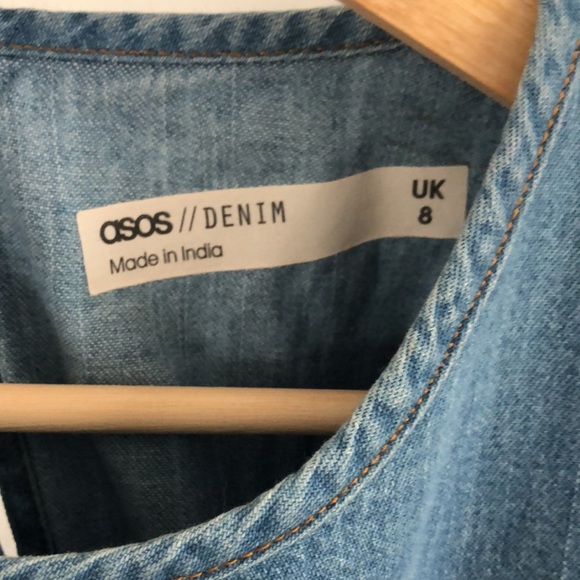 asos // DENIM
Made in India
UK
8